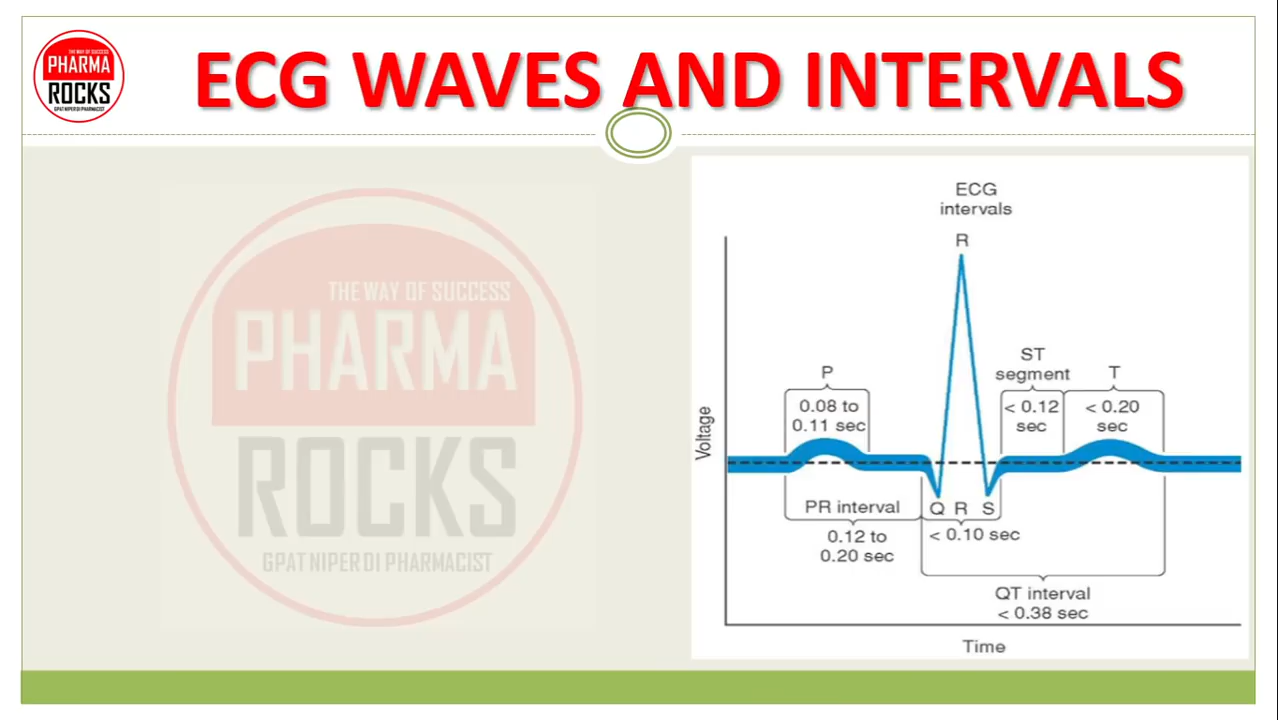 THE WAY OF SUCCESS
PHARMA
ROCKS
GPAT NIPER DI PHARMACIST
ECG WAVES AND INTERVALS
THE WAY OF SUCCESS
PHARMA
ROCKS
GPAT NIPER DI PHARMACIST
ECG
intervals
R
ST
segment
P
T
0.08 to
0.11 sec
< 0.12
sec
< 0.20
sec
Voltage
PR interval
Q R S
0.12 to
0.20 sec
< 0.10 sec
QT interval
< 0.38 sec
Time